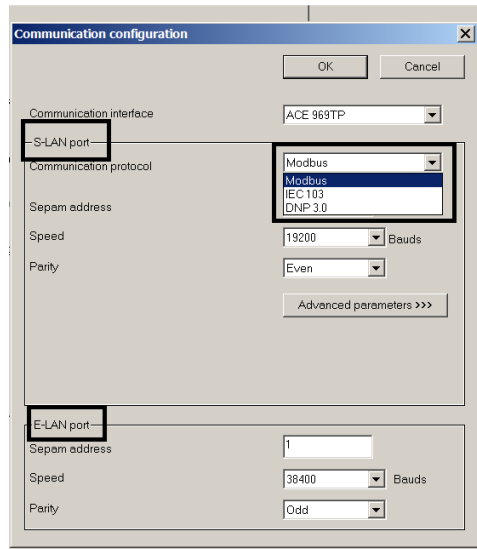 Communication configuration
OK Cancel
Communication interface ACE 969TP
S-LAN port
Communication protocol Modbus
Modbus
IEC 103
DNP 3.0
Sepam address
Speed 19200 Bauds
Parity Even
Advanced parameters >>>
E-LAN port
Sepam address 1
Speed 38400 Bauds
Parity Odd